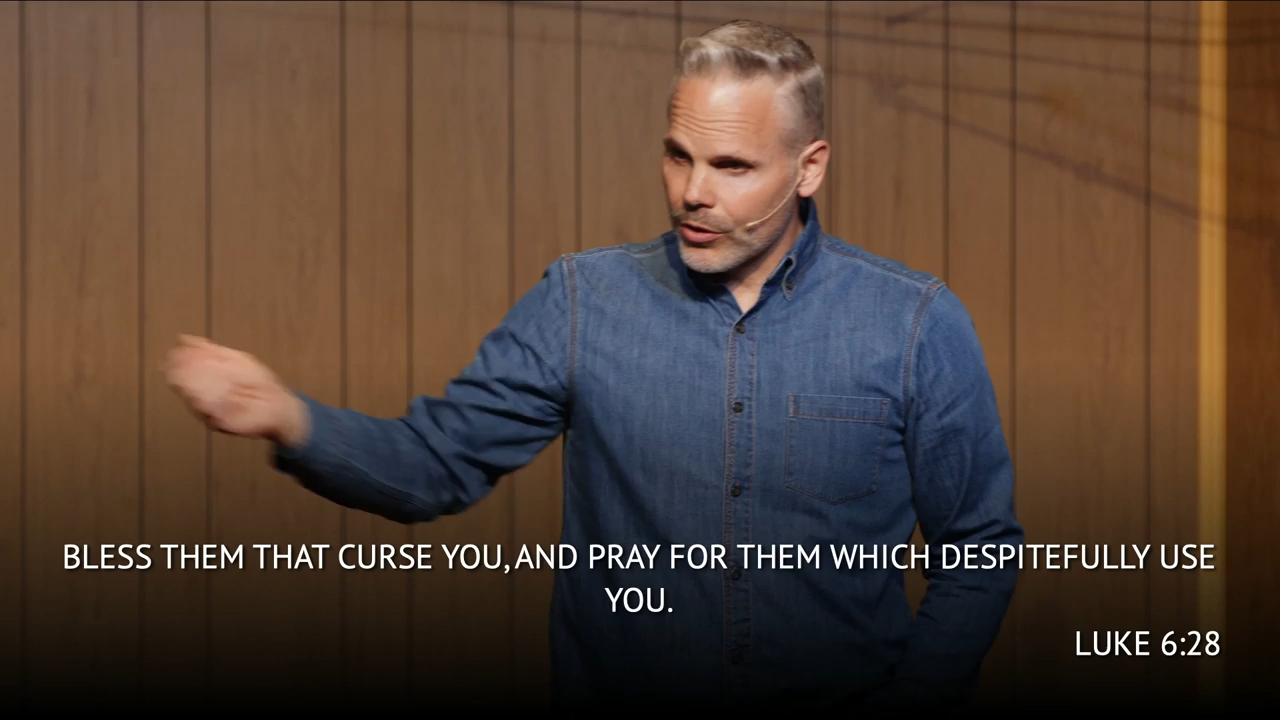 BLESS THEM THAT CURSE YOU, AND PRAY FOR THEM WHICH DESPITEFULLY USE
YOU.
LUKE 6:28